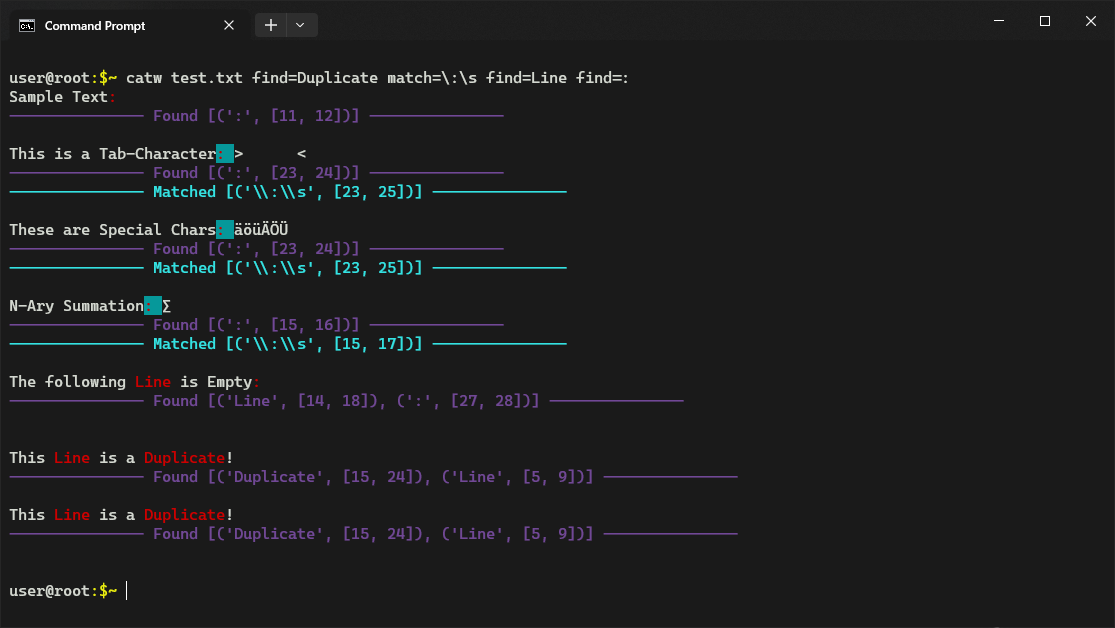 Command Prompt
user@root:$~ catw test.txt find=Duplicate match=\:\s find=Line find=:
Sample Text:
─────────────── Found [(':', [11, 12])] ───────────────
This is a Tab-Character: >      <
─────────────── Found [(':', [23, 24])] ───────────────
─────────────── Matched [('\\:\\s', [23, 25])] ───────────────
These are Special Chars: äöüÄÖÜ
─────────────── Found [(':', [23, 24])] ───────────────
─────────────── Matched [('\\:\\s', [23, 25])] ───────────────
N-Ary Summation: ∑
─────────────── Found [(':', [15, 16])] ───────────────
─────────────── Matched [('\\:\\s', [15, 17])] ───────────────
The following Line is Empty:
─────────────── Found [('Line', [14, 18]), (':', [27, 28])] ───────────────
This Line is a Duplicate!
─────────────── Found [('Duplicate', [15, 24]), ('Line', [5, 9])] ───────────────
This Line is a Duplicate!
─────────────── Found [('Duplicate', [15, 24]), ('Line', [5, 9])] ───────────────
user@root:$~